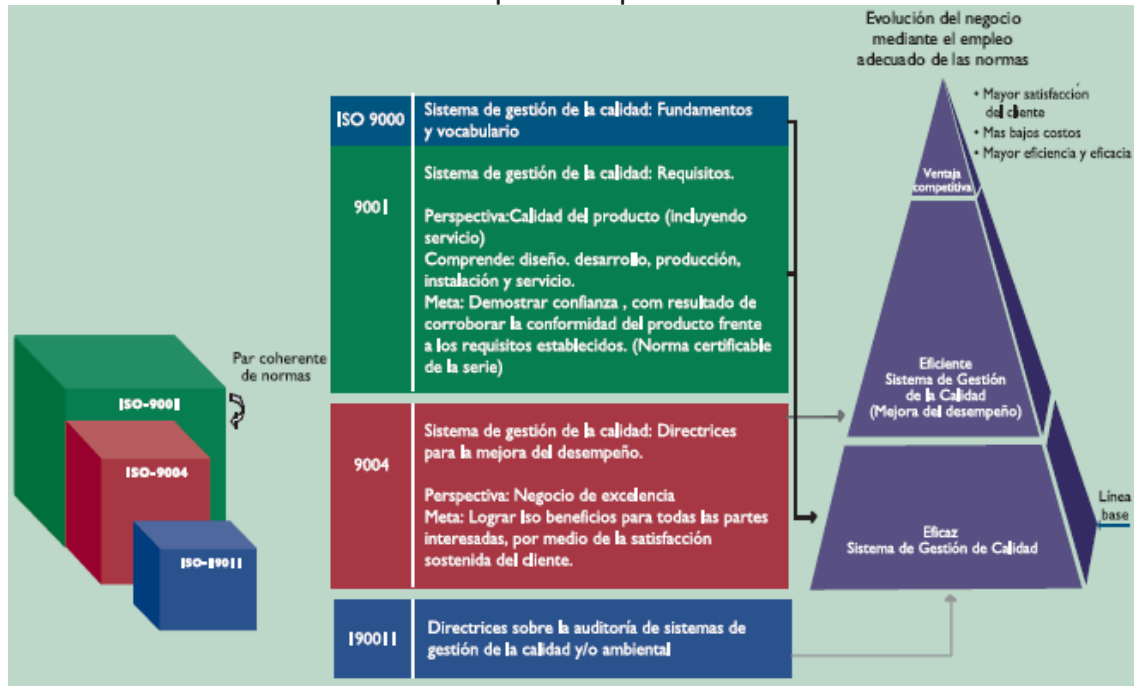 Evolución del negocio
mediante el empleo
adecuado de las normas
• Mayor satisfacción
del cliente
• Mas bajos costos
• Mayor eficiencia y eficacia
Ventaja
competitiva
Eficiente
Sistema de Gestión
de la Calidad
(Mejora del desempeño)
Eficaz
Sistema de Gestión de Calidad
Línea
base
ISO 9000
Sistema de gestión de la calidad: Fundamentos
y vocabulario
9001
Sistema de gestión de la calidad: Requisitos.
Perspectiva:Calidad del producto (incluyendo
servicio)
Comprende: diseño. desarrollo, producción,
instalación y servicio.
Meta: Demostrar confianza , com resultado de
corroborar la conformidad del producto frente
a los requisitos establecidos. (Norma certificable
de la serie)
9004
Sistema de gestión de la calidad: Directrices
para la mejora del desempeño.
Perspectiva: Negocio de excelencia
Meta: Lograr lso beneficios para todas las partes
interesadas, por medio de la satisfacción
sostenida del cliente.
19001 1
Directrices sobre la auditoría de sistemas de
gestión de la calidad y/o ambiental
Par coherente
de normas
ISO-9001
ISO-9004
ISO-19011